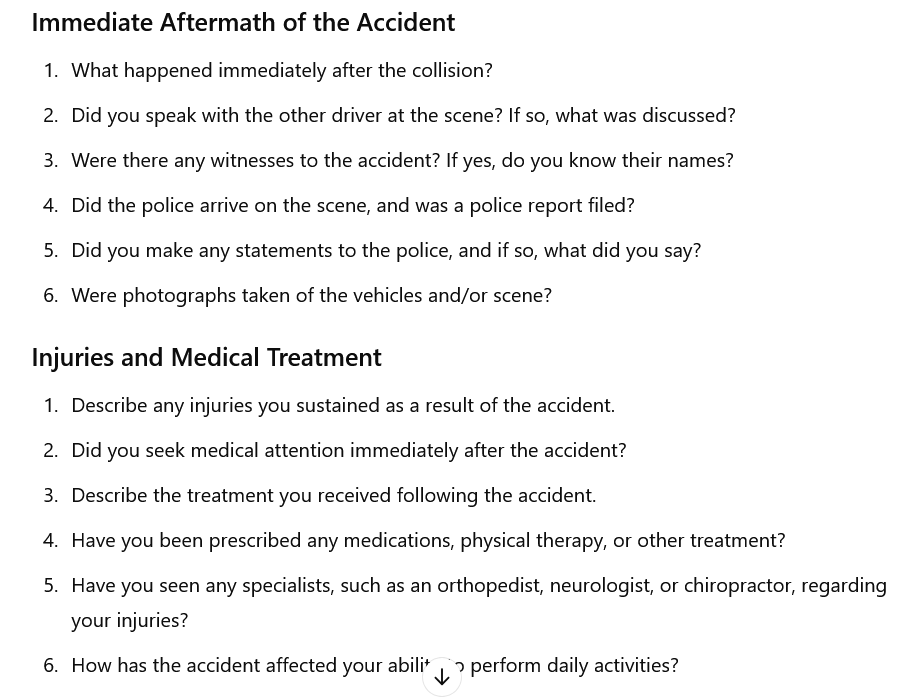 Immediate Aftermath of the Accident
1. What happened immediately after the collision?
2. Did you speak with the other driver at the scene? If so, what was discussed?
3. Were there any witnesses to the accident? If yes, do you know their names?
4. Did the police arrive on the scene, and was a police report filed?
5. Did you make any statements to the police, and if so, what did you say?
6. Were photographs taken of the vehicles and/or scene?
Injuries and Medical Treatment
1. Describe any injuries you sustained as a result of the accident.
2. Did you seek medical attention immediately after the accident?
3. Describe the treatment you received following the accident.
4. Have you been prescribed any medications, physical therapy, or other treatment?
5. Have you seen any specialists, such as an orthopedist, neurologist, or chiropractor, regarding
your injuries?
6. How has the accident affected your ability to perform daily activities?